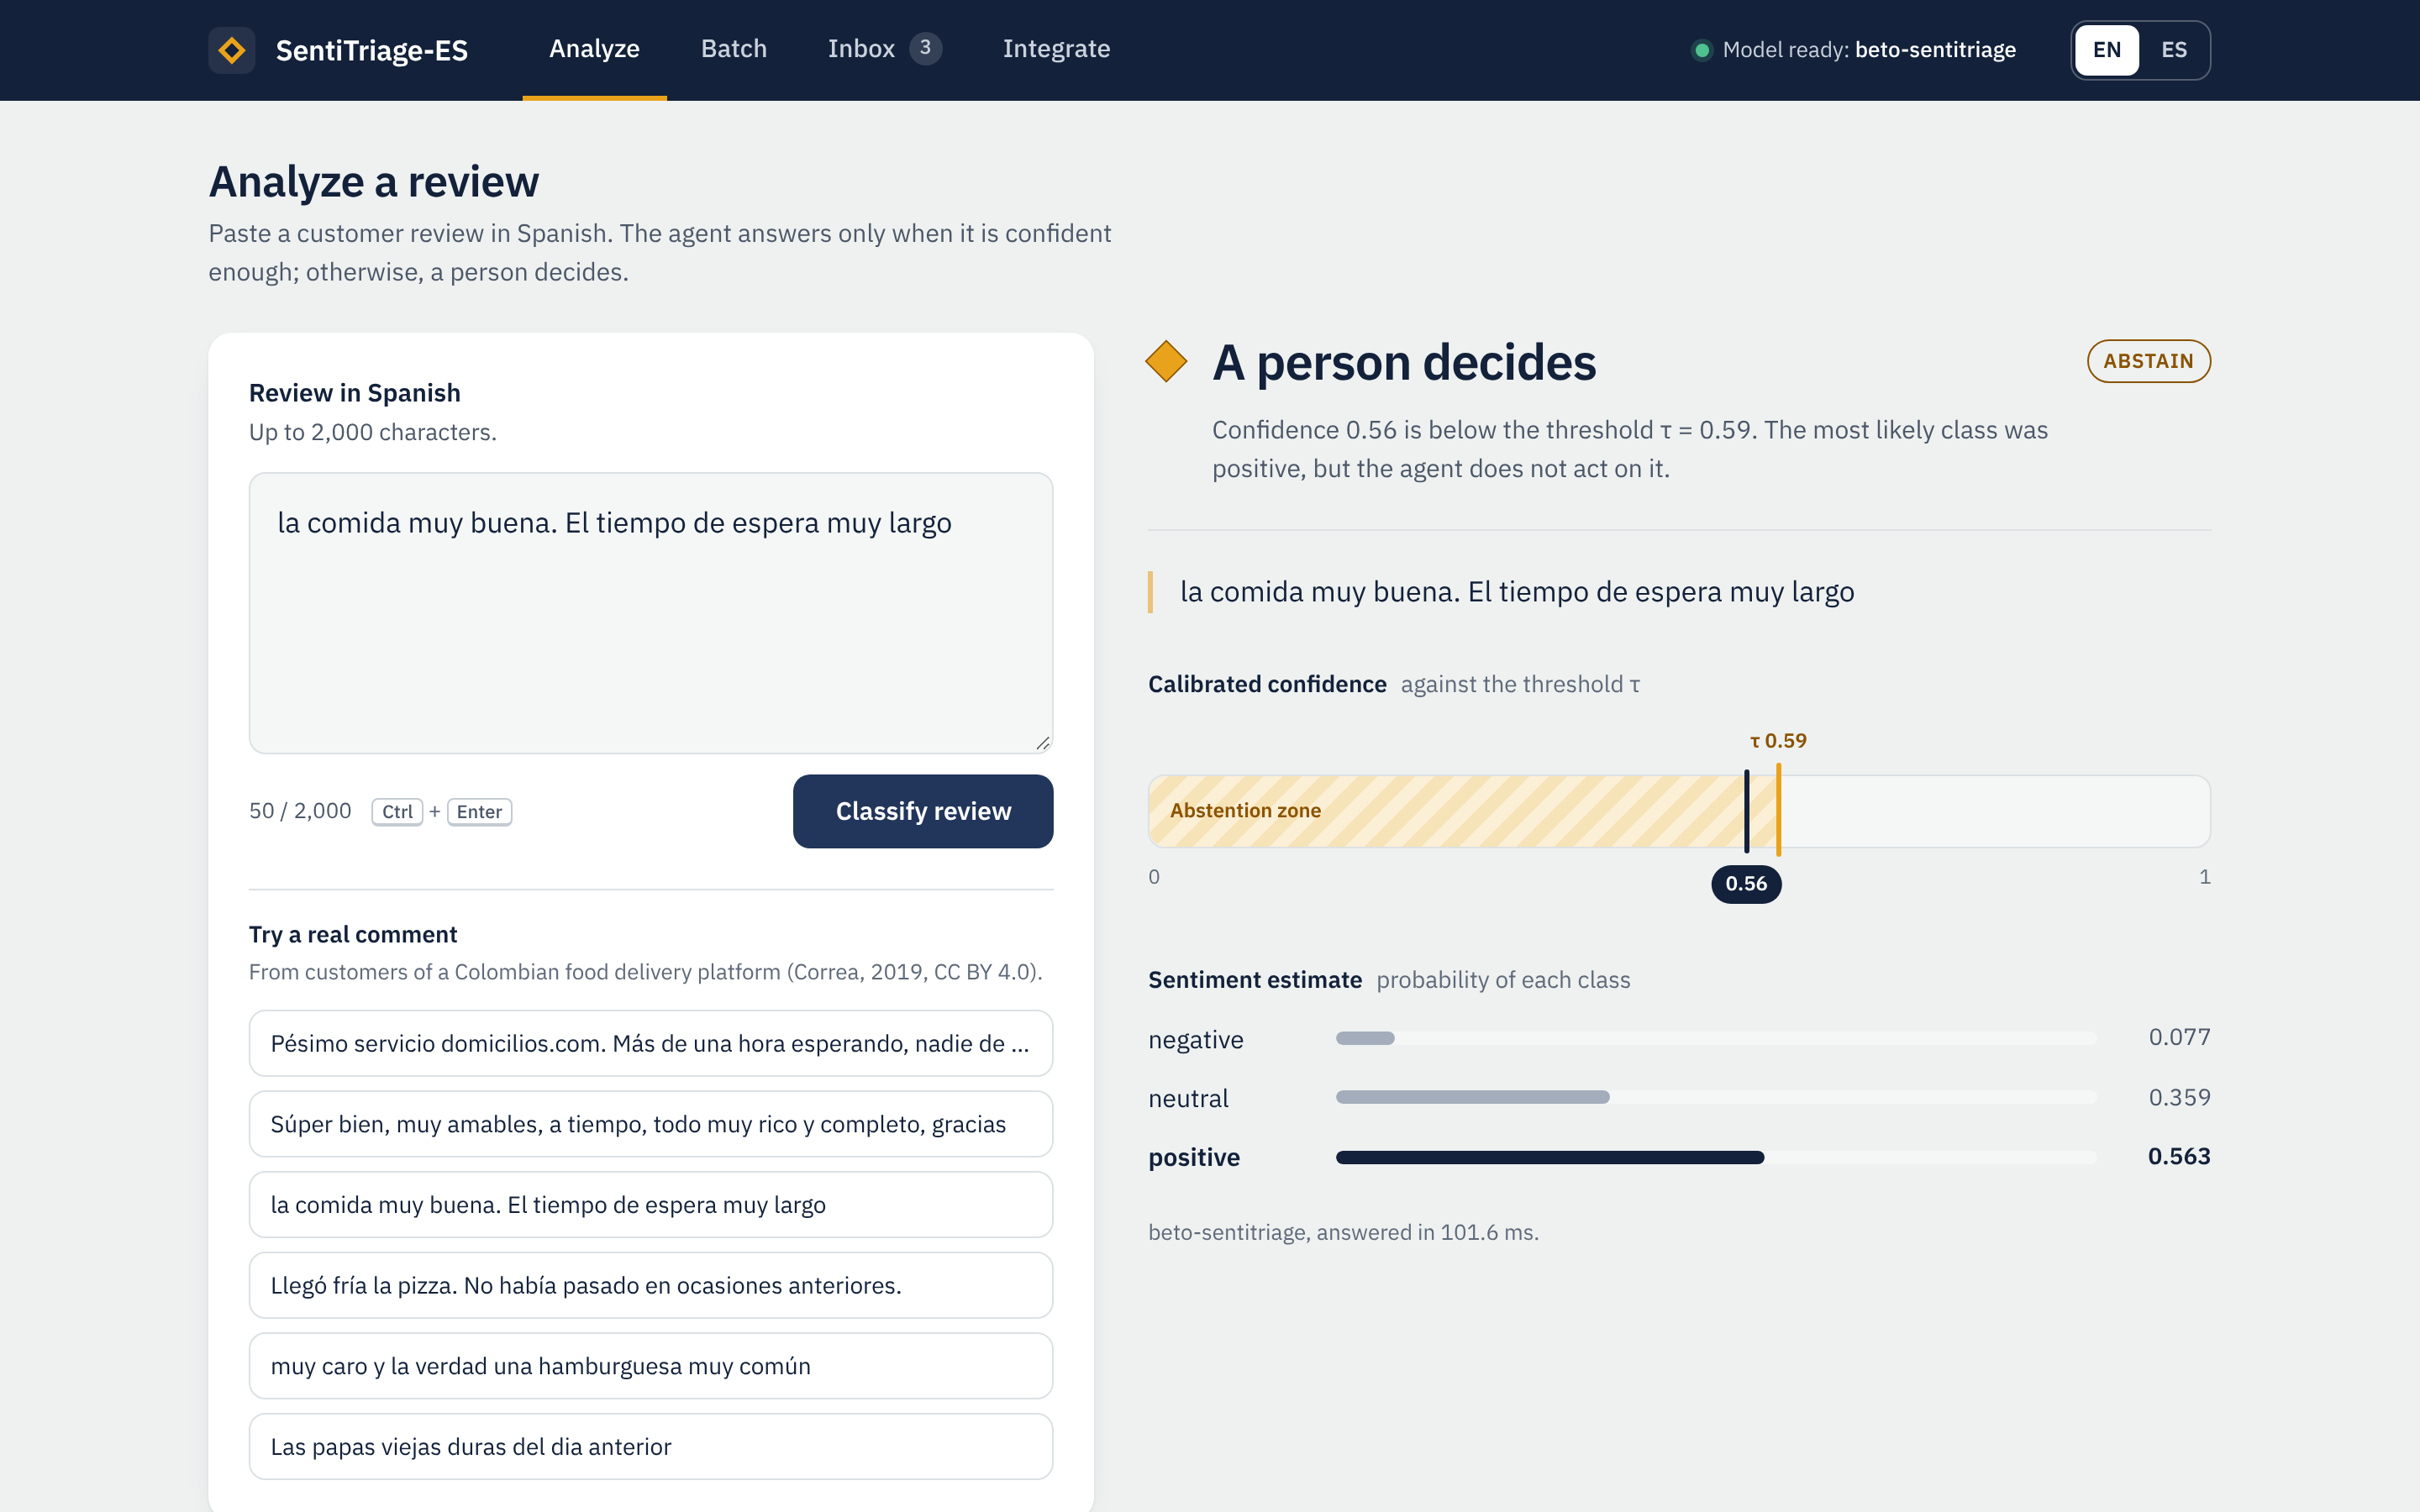 SentiTriage-ES
Analyze
Batch
Inbox 3
Integrate
Model ready: beto-sentitriage
EN
ES
Analyze a review
Paste a customer review in Spanish. The agent answers only when it is confident
enough; otherwise, a person decides.
Review in Spanish
Up to 2,000 characters.
la comida muy buena. El tiempo de espera muy largo
50 / 2,000
Ctrl + Enter
Classify review
Try a real comment
From customers of a Colombian food delivery platform (Correa, 2019, CC BY 4.0).
Pésimo servicio domicilios.com. Más de una hora esperando, nadie de ...
Súper bien, muy amables, a tiempo, todo muy rico y completo, gracias
la comida muy buena. El tiempo de espera muy largo
Llegó fría la pizza. No había pasado en ocasiones anteriores.
muy caro y la verdad una hamburguesa muy común
Las papas viejas duras del dia anterior
A person decides
ABSTAIN
Confidence 0.56 is below the threshold τ = 0.59. The most likely class was
positive, but the agent does not act on it.
la comida muy buena. El tiempo de espera muy largo
Calibrated confidence against the threshold τ
τ 0.59
Abstention zone
0
0.56
1
Sentiment estimate probability of each class
negative 0.077
neutral 0.359
positive 0.563
beto-sentitriage, answered in 101.6 ms.